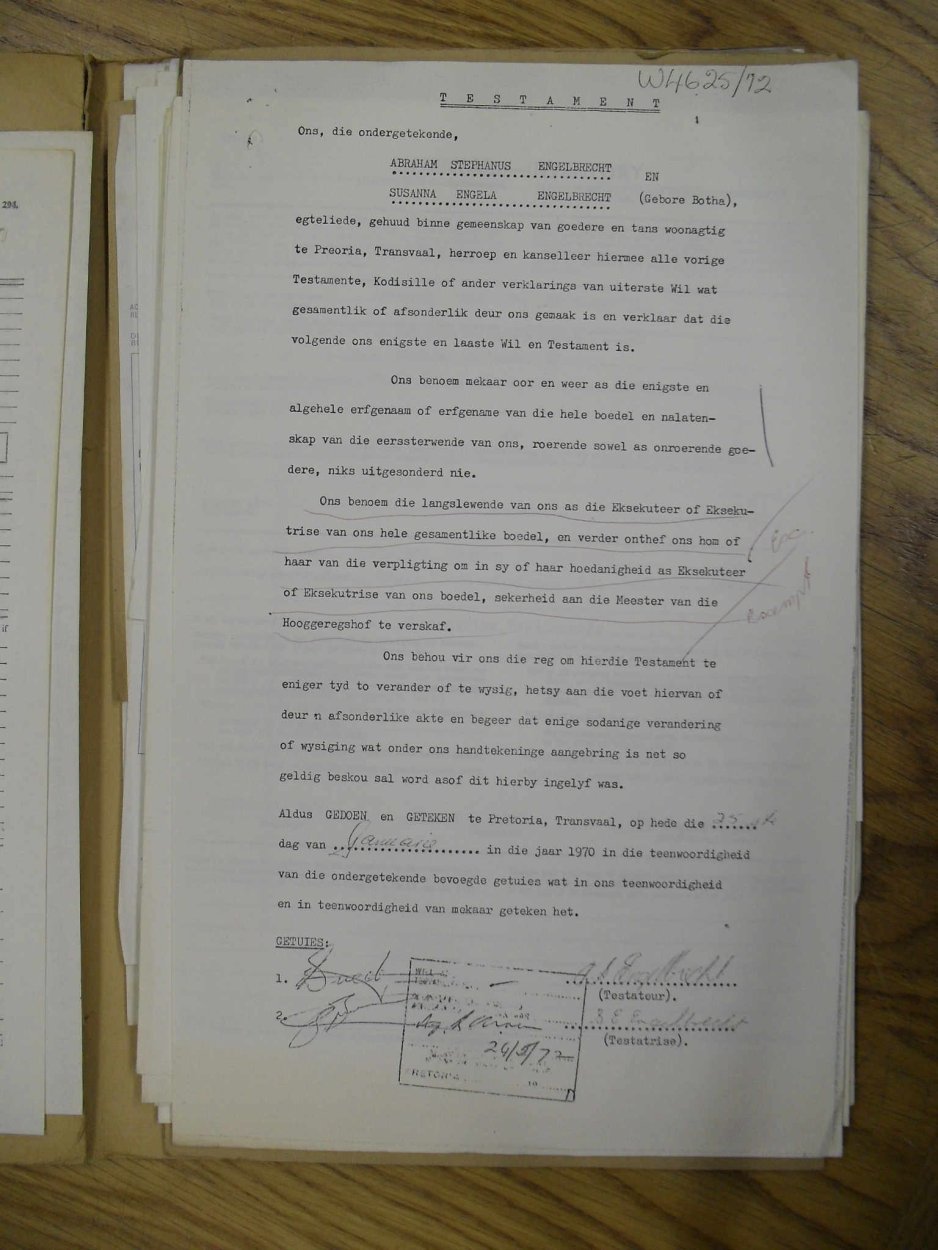 W4625/72
T E S T A M E N T
Ons, die ondergetekende,
ABRAHAM STEPHANUS ENGELBRECHT
EN
SUSANNA ENGELA ENGELBRECHT (Gebore Botha),
egteliede, gehuud binne gemeenskap van goedere en tans woonagtig
te Preoria, Transvaal, herroep en kanselleer hiermee alle vorige
Testamente, Kodisille of ander verklarings van uiterste Wil wat
gesamentlik of afsonderlik deur ons gemaak is en verklaar dat die
volgende ons enigste en laaste Wil en Testament is.
Ons benoem mekaar oor en weer as die enigste en
algehele erfgenaam of erfgename van die hele boedel en nalaten-
skap van die eerssterwende van ons, roerende sowel as onroerende goe-
dere, niks uitgesonderd nie.
Ons benoem die langslewende van ons as die Eksekuteer of Ekseku-
trise van ons hele gesamentlike boedel, en verder onthef ons hom of
haar van die verpligting om in sy of haar hoedanigheid as Eksekuteer
of Eksekutrise van ons boedel, sekerheid aan die Meester van die
Hooggeregshof te verskaf.
Exempt
Ons behou vir ons die reg om hierdie Testament te
eniger tyd to verander of te wysig, hetsy aan die voet hiervan of
deur n afsonderlike akte en begeer dat enige sodanige verandering
of wysiging wat onder ons handtekeninge aangebring is net so
geldig beskou sal word asof dit hierby ingelyf was.
Aldus GEDOEN en GETEKEN te Pretoria, Transvaal, op hede die 25 ste
dag van Januarie in die jaar 1970 in die teenwoordigheid
van die ondergetekende bevoegde getuies wat in ons teenwoordigheid
en in teenwoordigheid van mekaar geteken het.
GETUIES:
1.
A S Engelbrecht
(Testateur).
2.
S E Engelbrecht
(Testatrise).
24/5/72
PRETORIA 19
294.
if